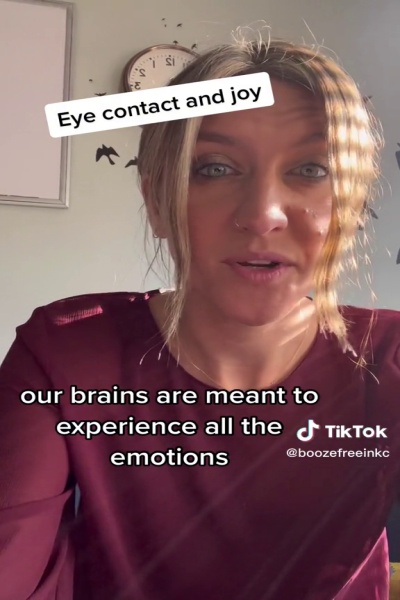 Eye contact and joy
our brains are meant to
experience all the
emotions
TikTok
@boozefreeinkc